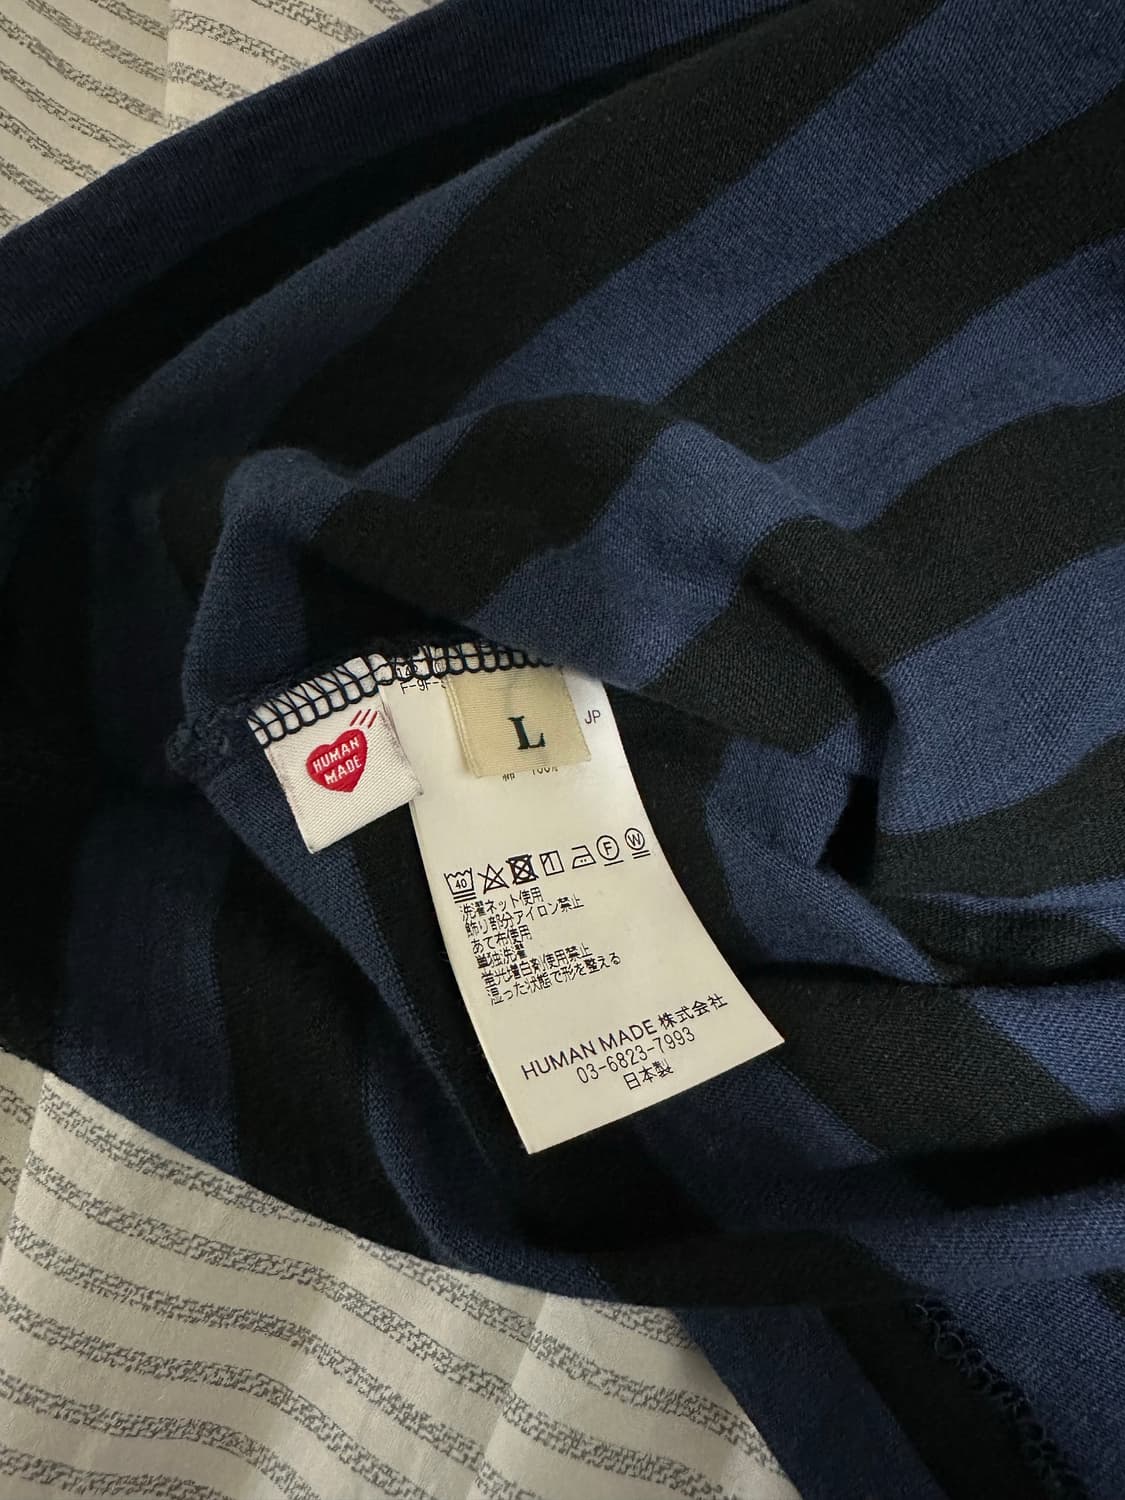 HUMAN
MADE
L
JP
綿 100%
40
F
W
洗濯ネット使用
飾り部分アイロン禁止
あて布使用
単独洗濯
蛍光増白剤使用禁止
湿った状態で形を整える
HUMAN MADE 株式会社
03-6823-7993
日本製